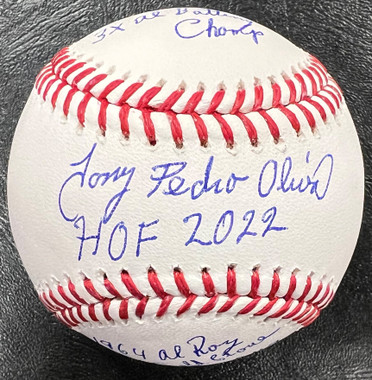 3X al Batting
Champ
Tony Pedro Oliva
HOF 2022
1964 al Roy